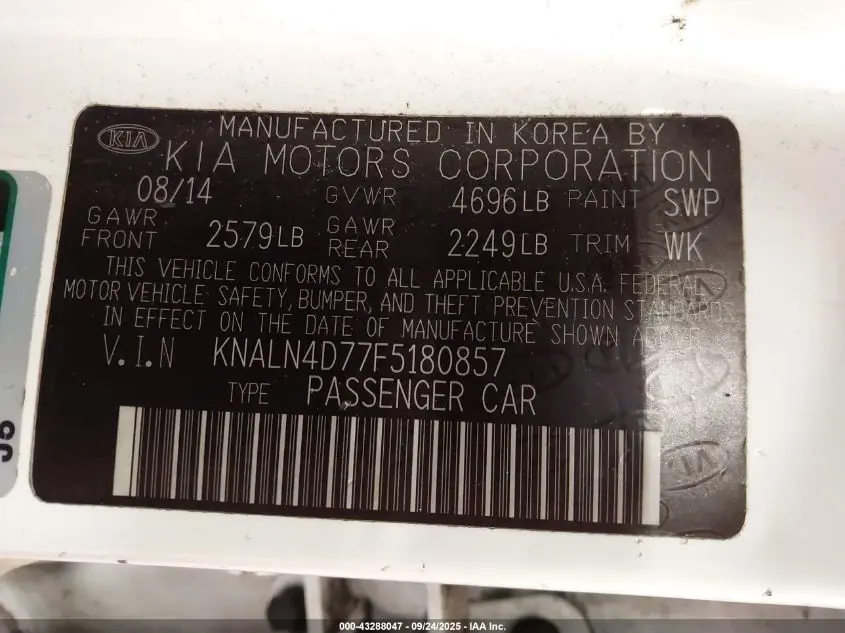 KIA
MANUFACTURED IN KOREA BY
KIA MOTORS CORPORATION
08/14 GVWR 4696LB PAINT SWP
GAWR FRONT 2579LB GAWR REAR 2249LB TRIM WK
THIS VEHICLE CONFORMS TO ALL APPLICABLE U.S.A. FEDERAL
MOTOR VEHICLE SAFETY, BUMPER, AND THEFT PREVENTION STANDARDS
IN EFFECT ON THE DATE OF MANUFACTURE SHOWN ABOVE.
V.I.N KNALN4D77F5180857
TYPE PASSENGER CAR
000-43288047 - 09/24/2025 - IAA Inc.